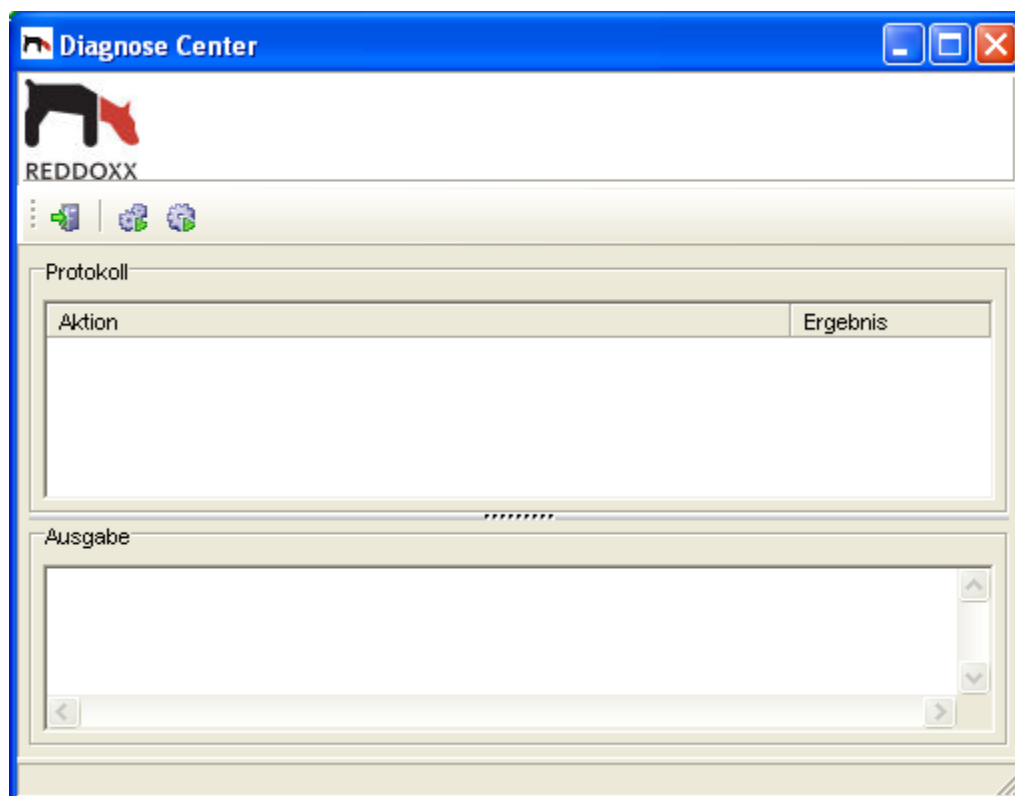 Diagnose Center
REDDOXX
Protokoll
Aktion Ergebnis
Ausgabe